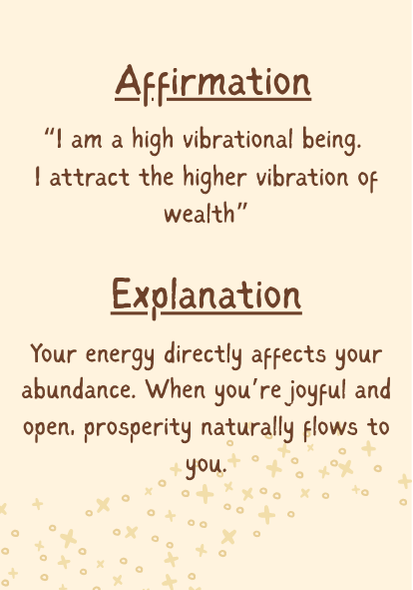 Affirmation
“I am a high vibrational being.
I attract the higher vibration of
wealth”
Explanation
Your energy directly affects your
abundance. When you’re joyful and
open, prosperity naturally flows to
you.